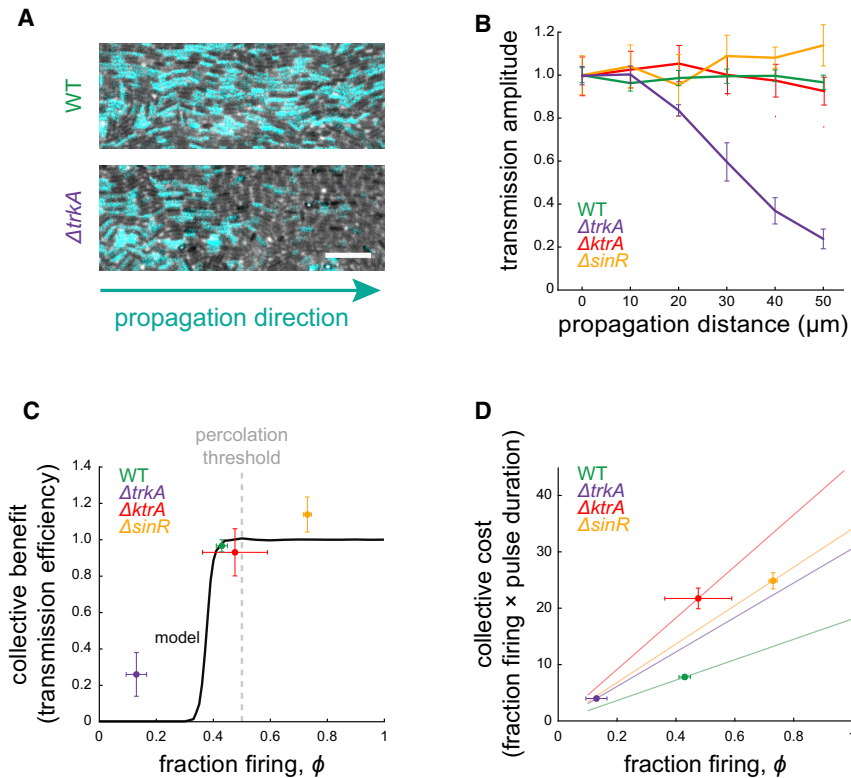 A
WT
ΔtrkA
propagation direction
B
transmission amplitude
1.2
1.0
0.8
0.6
0.4
0.2
WT
ΔtrkA
ΔktrA
ΔsinR
0 10 20 30 40 50
propagation distance (μm)
C
percolation
threshold
collective benefit
(transmission efficiency)
1.4
1.2
1
0.8
0.6
0.4
0.2
0
WT
ΔtrkA
ΔktrA
ΔsinR
model
0 0.2 0.4 0.6 0.8 1
fraction firing, ϕ
D
collective cost
(fraction firing × pulse duration)
40
30
20
10
0
WT
ΔtrkA
ΔktrA
ΔsinR
0 0.2 0.4 0.6 0.8 1
fraction firing, ϕ